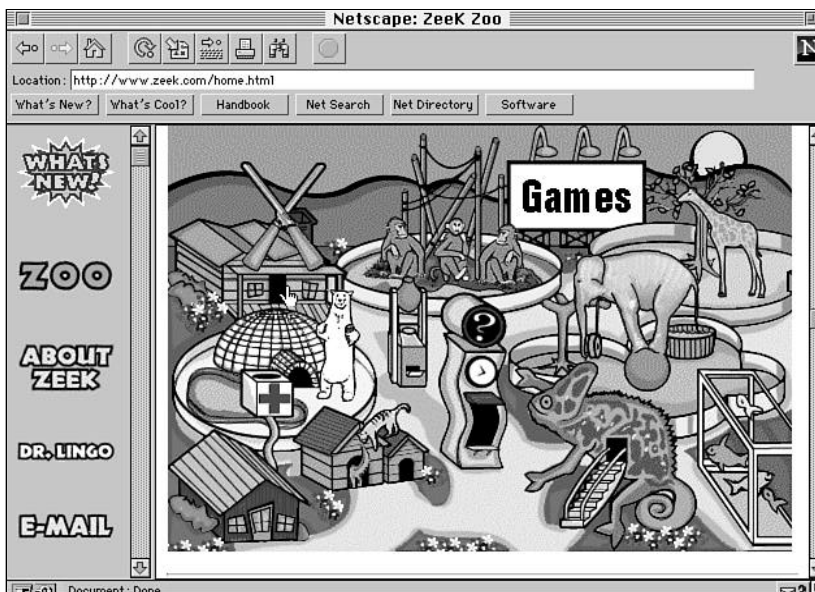 Netscape: ZeeK Zoo
N
Location: http://www.zeek.com/home.html
What's New?
What's Cool?
Handbook
Net Search
Net Directory
Software
WHATS
NEW!
Games
ZOO
?
ABOUT
ZEEK
DR. LINGO
E-MAIL
Document: Done
?